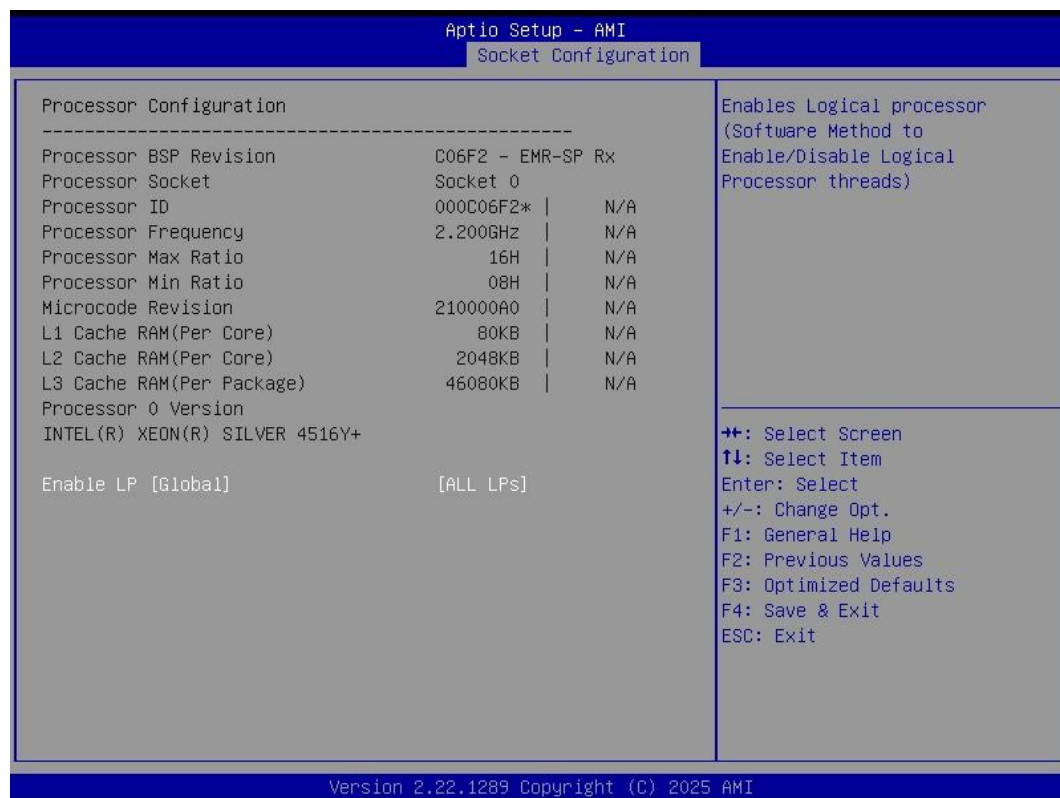 Aptio Setup - AMI
Socket Configuration
Processor Configuration
--------------------------------------------------
Processor BSP Revision C06F2 - EMR-SP Rx
Processor Socket Socket 0
Processor ID 000C06F2* | N/A
Processor Frequency 2.200GHz | N/A
Processor Max Ratio 16H | N/A
Processor Min Ratio 08H | N/A
Microcode Revision 210000A0 | N/A
L1 Cache RAM(Per Core) 80KB | N/A
L2 Cache RAM(Per Core) 2048KB | N/A
L3 Cache RAM(Per Package) 46080KB | N/A
Processor 0 Version
INTEL(R) XEON(R) SILVER 4516Y+
Enable LP [Global] [ALL LPs]
Enables Logical processor
(Software Method to
Enable/Disable Logical
Processor threads)
→←: Select Screen
↑↓: Select Item
Enter: Select
+/-: Change Opt.
F1: General Help
F2: Previous Values
F3: Optimized Defaults
F4: Save & Exit
ESC: Exit
Version 2.22.1289 Copyright (C) 2025 AMI